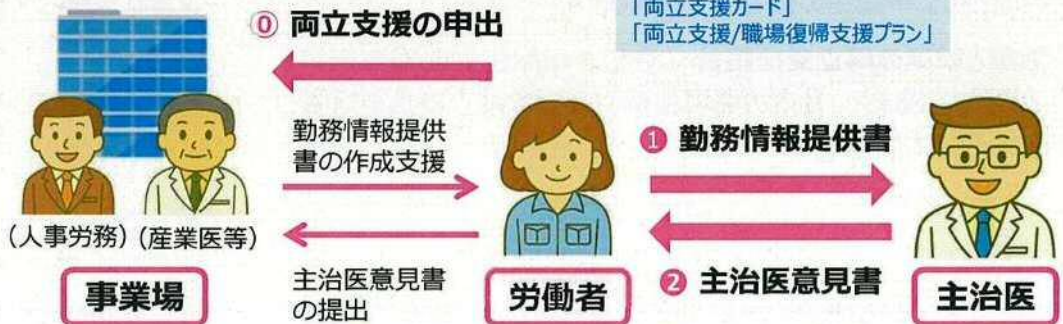 「両立支援カード」
「両立支援/職場復帰支援プラン」
⓪ 両立支援の申出
勤務情報提供
書の作成支援
❶ 勤務情報提供書
(人事労務) (産業医等)
主治医意見書
の提出
❷ 主治医意見書
事業場
労働者
主治医